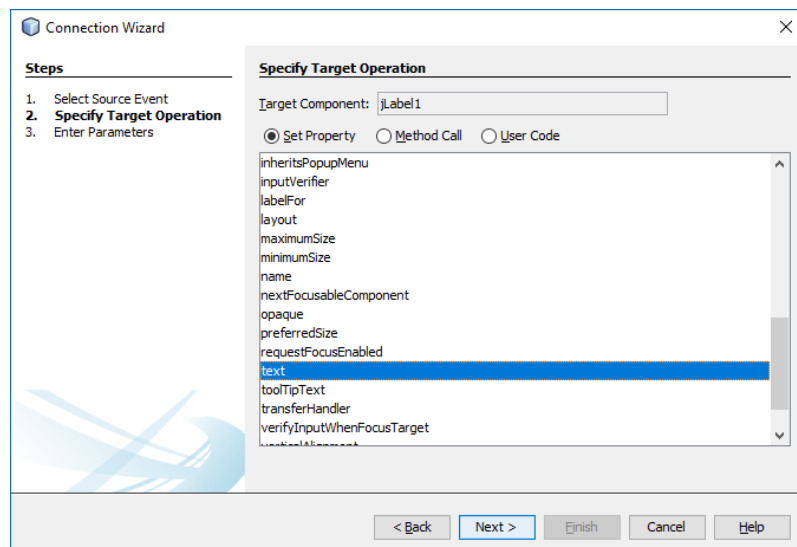 Connection Wizard
Steps
1. Select Source Event
2. Specify Target Operation
3. Enter Parameters
Specify Target Operation
Target Component: jLabel1
Set Property Method Call User Code
inheritsPopupMenu
inputVerifier
labelFor
layout
maximumSize
minimumSize
name
nextFocusableComponent
opaque
preferredSize
requestFocusEnabled
text
toolTipText
transferHandler
verifyInputWhenFocusTarget
verticalAlignment
< Back Next > Finish Cancel Help